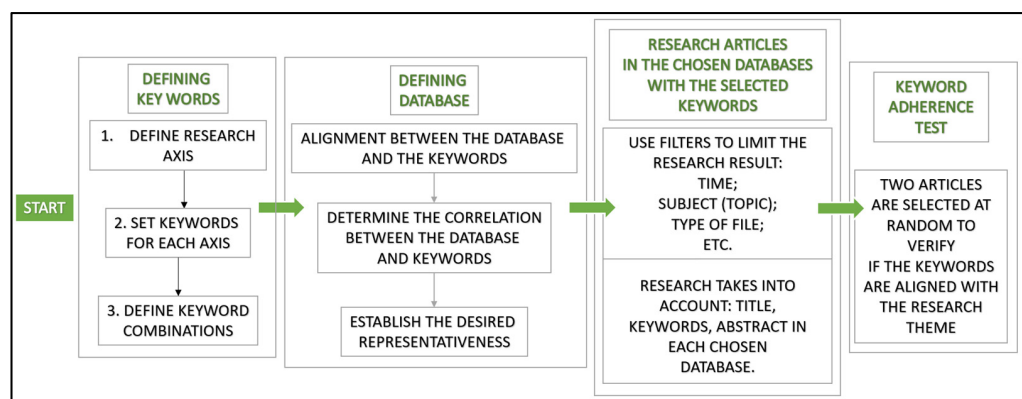 START
DEFINING
KEY WORDS
1. DEFINE RESEARCH
AXIS
2. SET KEYWORDS
FOR EACH AXIS
3. DEFINE KEYWORD
COMBINATIONS
DEFINING
DATABASE
ALIGNMENT BETWEEN THE DATABASE
AND THE KEYWORDS
DETERMINE THE CORRELATION
BETWEEN THE DATABASE
AND KEYWORDS
ESTABLISH THE DESIRED
REPRESENTATIVENESS
RESEARCH ARTICLES
IN THE CHOSEN DATABASES
WITH THE SELECTED
KEYWORDS
USE FILTERS TO LIMIT THE
RESEARCH RESULT:
TIME;
SUBJECT (TOPIC);
TYPE OF FILE;
ETC.
RESEARCH TAKES INTO
ACCOUNT: TITLE,
KEYWORDS, ABSTRACT IN
EACH CHOSEN
DATABASE.
KEYWORD
ADHERENCE
TEST
TWO ARTICLES
ARE SELECTED AT
RANDOM TO
VERIFY
IF THE KEYWORDS
ARE ALIGNED WITH
THE RESEARCH
THEME